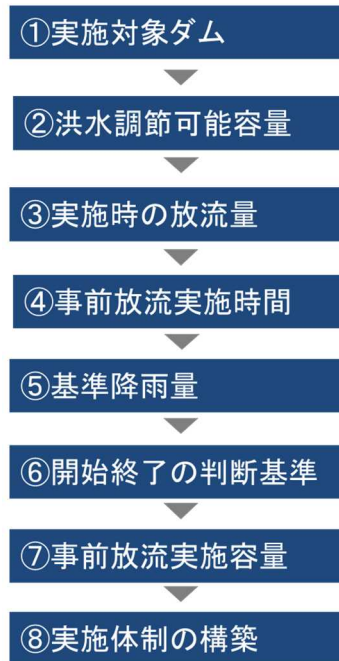 ①実施対象ダム
②洪水調節可能容量
③実施時の放流量
④事前放流実施時間
⑤基準降雨量
⑥開始終了の判断基準
⑦事前放流実施容量
⑧実施体制の構築